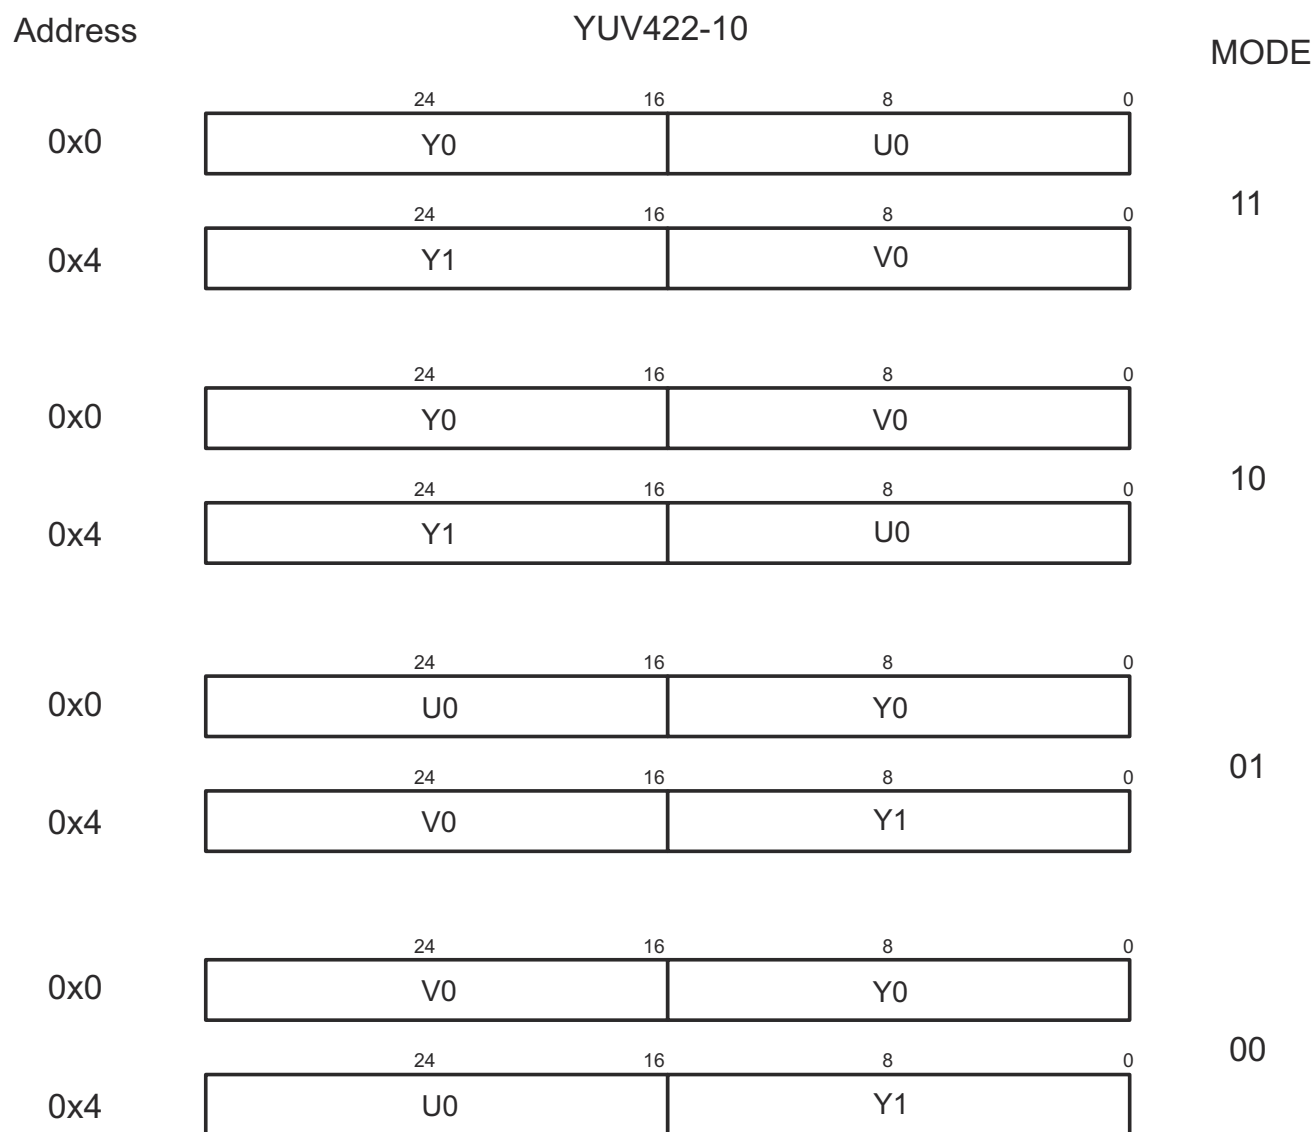 Address YUV422-10 MODE
24 16 8 0
0x0 Y0 U0
11
24 16 8 0
0x4 Y1 V0
24 16 8 0
0x0 Y0 V0
10
24 16 8 0
0x4 Y1 U0
24 16 8 0
0x0 U0 Y0
01
24 16 8 0
0x4 V0 Y1
24 16 8 0
0x0 V0 Y0
00
24 16 8 0
0x4 U0 Y1